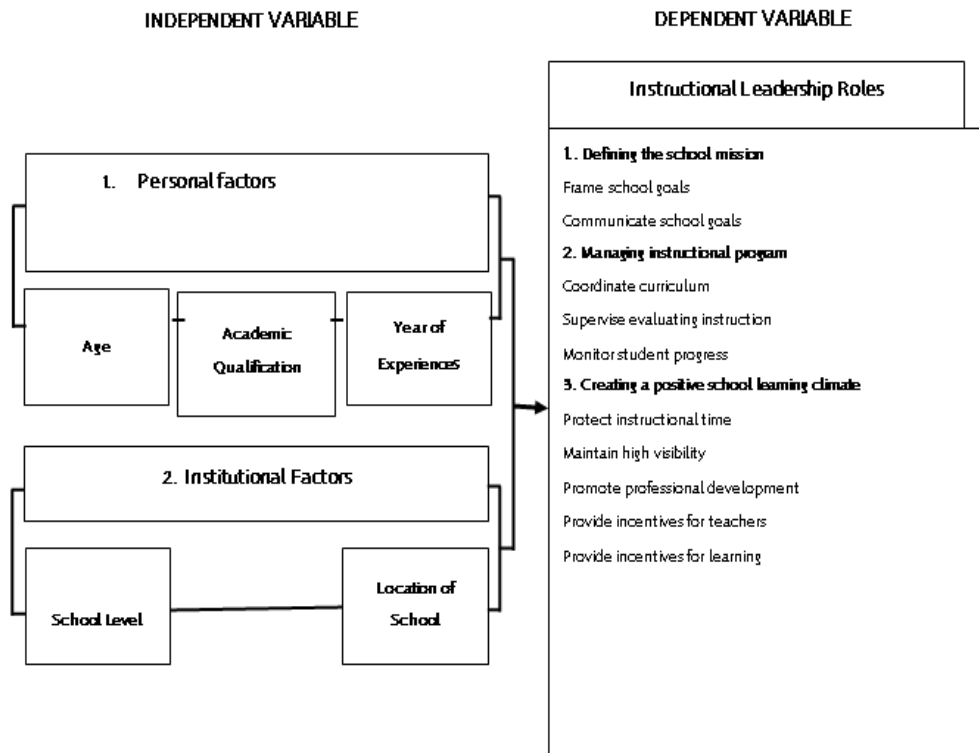 INDEPENDENT VARIABLE
DEPENDENT VARIABLE
1. Personal factors
Age
Academic
Qualification
Year of
Experiences
2. Institutional Factors
School Level
Location of
School
Instructional Leadership Roles
1. Defining the school mission
Frame school goals
Communicate school goals
2. Managing instructional program
Coordinate curriculum
Supervise evaluating instruction
Monitor student progress
3. Creating a positive school learning climate
Protect instructional time
Maintain high visibility
Promote professional development
Provide incentives for teachers
Provide incentives for learning